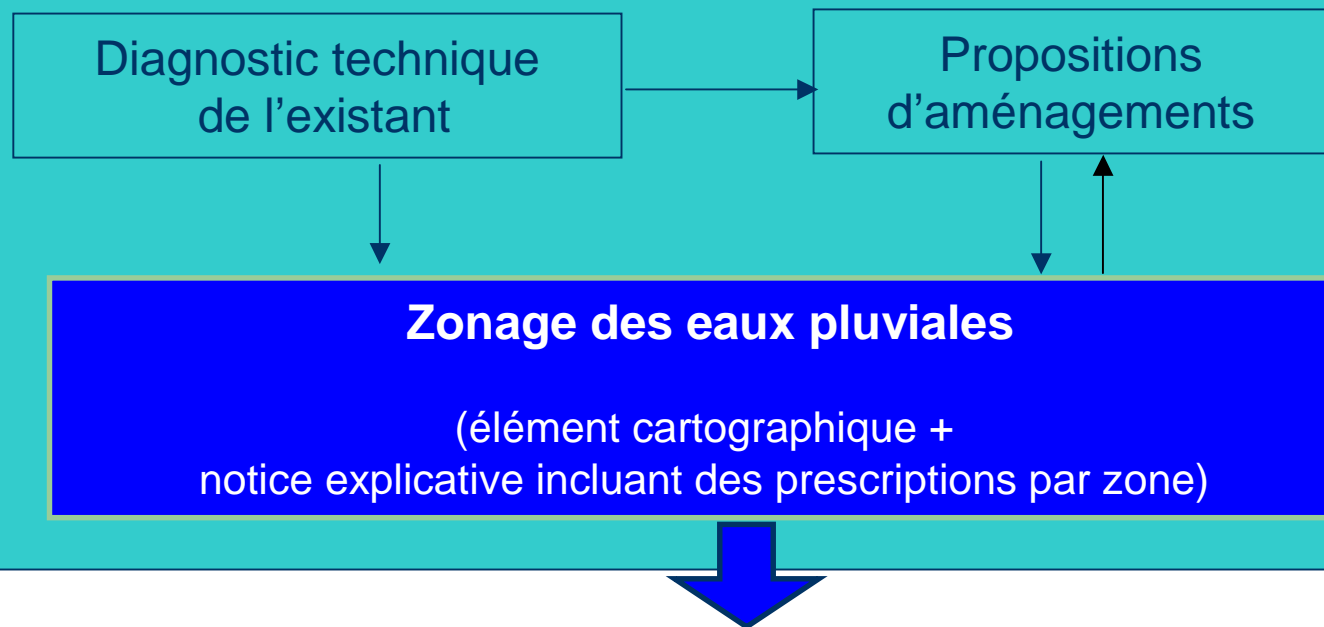 Diagnostic technique
de l’existant
Propositions
d’aménagements
Zonage des eaux pluviales
(élément cartographique +
notice explicative incluant des prescriptions par zone)